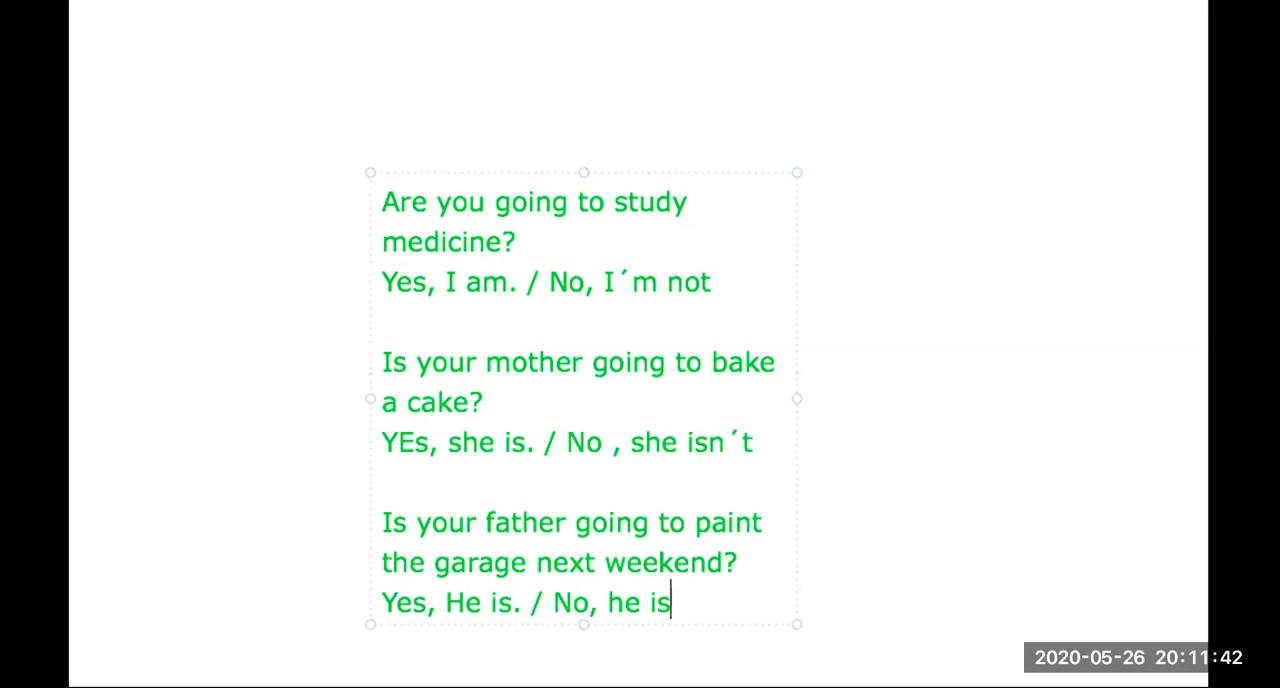 Are you going to study
medicine?
Yes, I am. / No, I´m not
Is your mother going to bake
a cake?
YEs, she is. / No , she isn´t
Is your father going to paint
the garage next weekend?
Yes, He is. / No, he is
2020-05-26 20:11:42